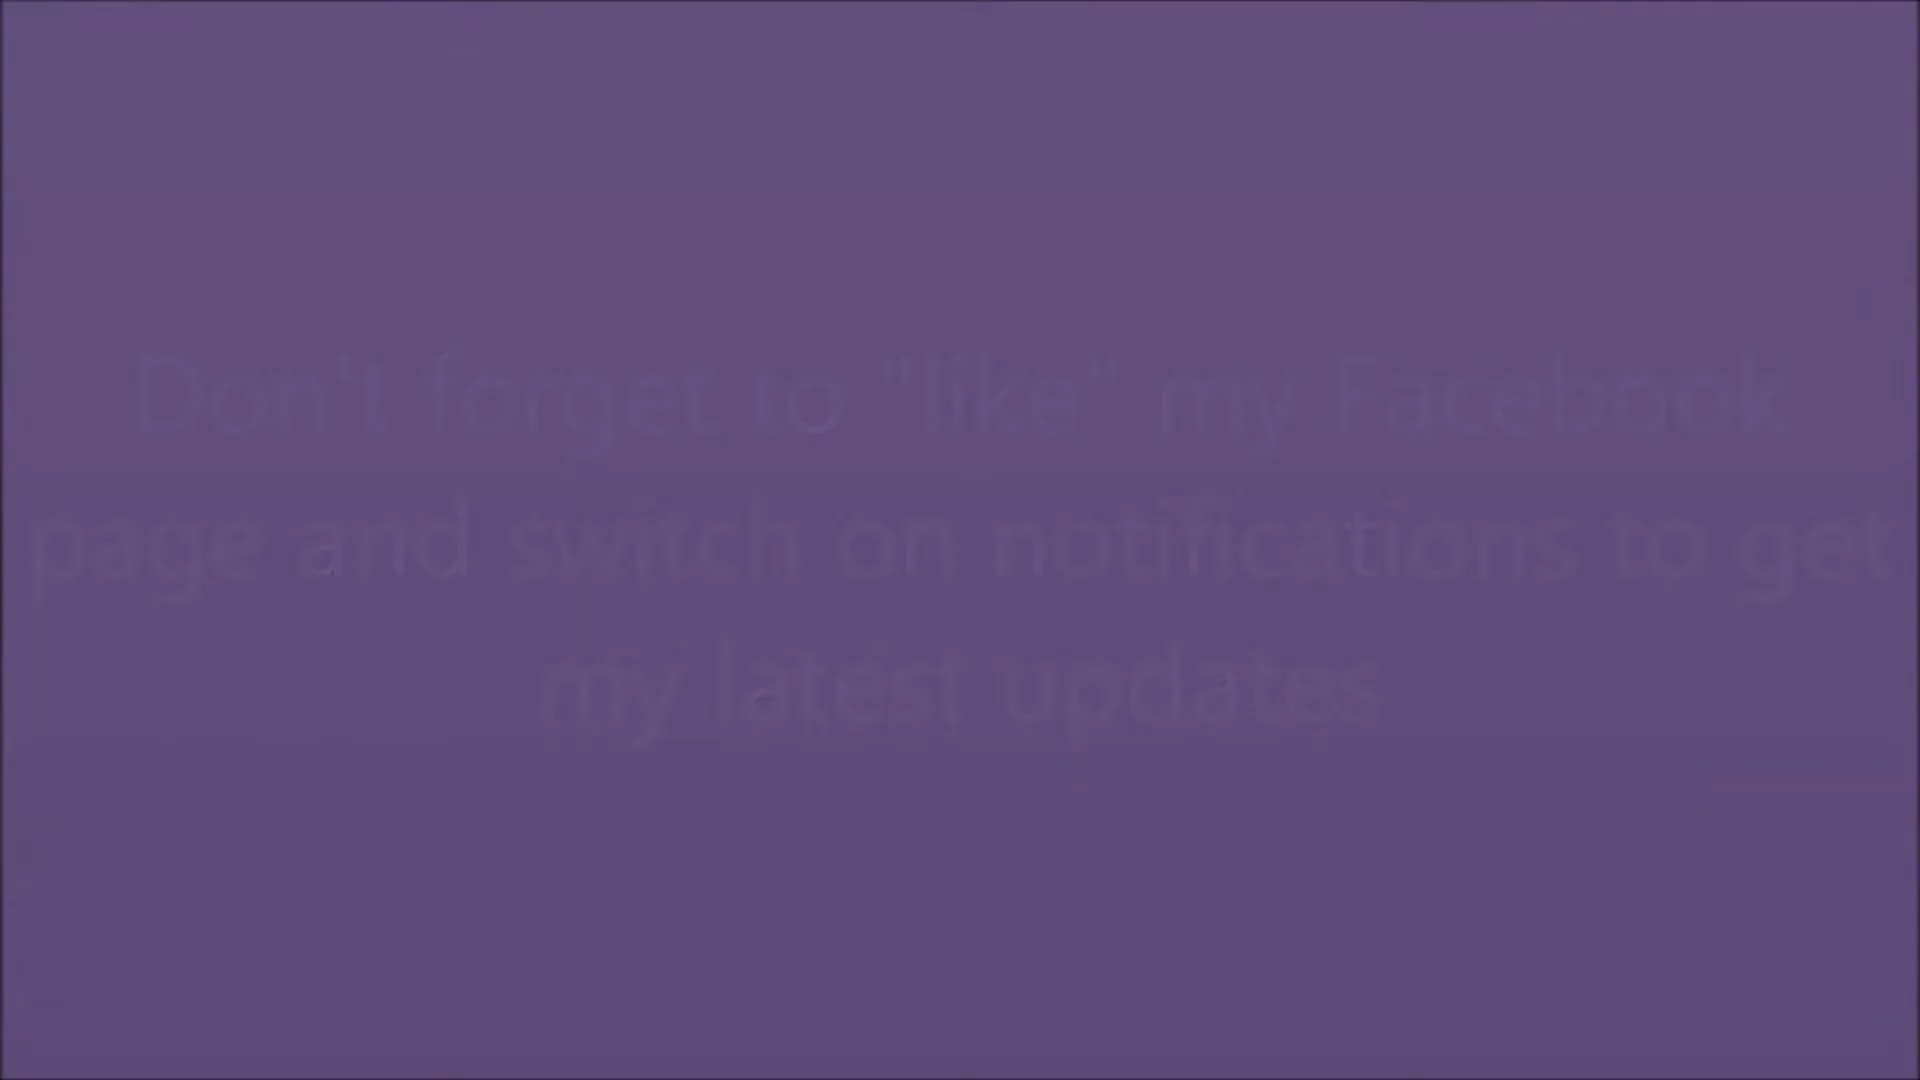 Don't forget to "like" my Facebook
page and switch on notifications to get
my latest updates